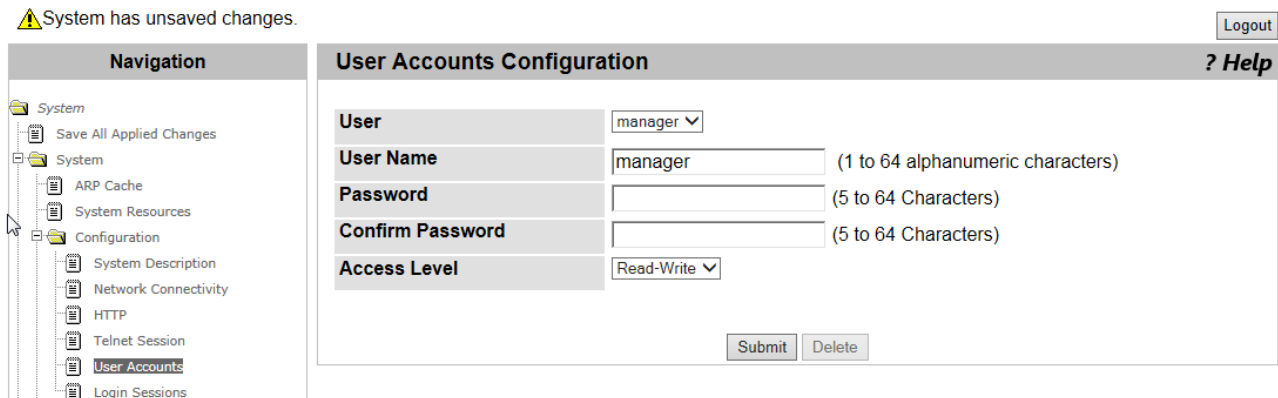 System has unsaved changes.
Logout
Navigation
System
Save All Applied Changes
System
ARP Cache
System Resources
Configuration
System Description
Network Connectivity
HTTP
Telnet Session
User Accounts
Login Sessions
User Accounts Configuration ? Help
User manager
User Name manager (1 to 64 alphanumeric characters)
Password (5 to 64 Characters)
Confirm Password (5 to 64 Characters)
Access Level Read-Write
Submit Delete